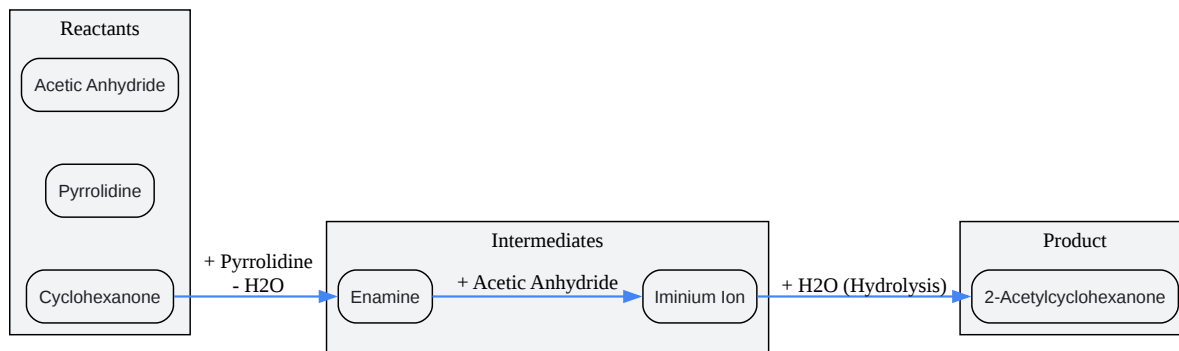 Reactants
Acetic Anhydride
Pyrrolidine
Cyclohexanone
+ Pyrrolidine
- H2O
Intermediates
Enamine
+ Acetic Anhydride
Iminium Ion
+ H2O (Hydrolysis)
Product
2-Acetylcyclohexanone